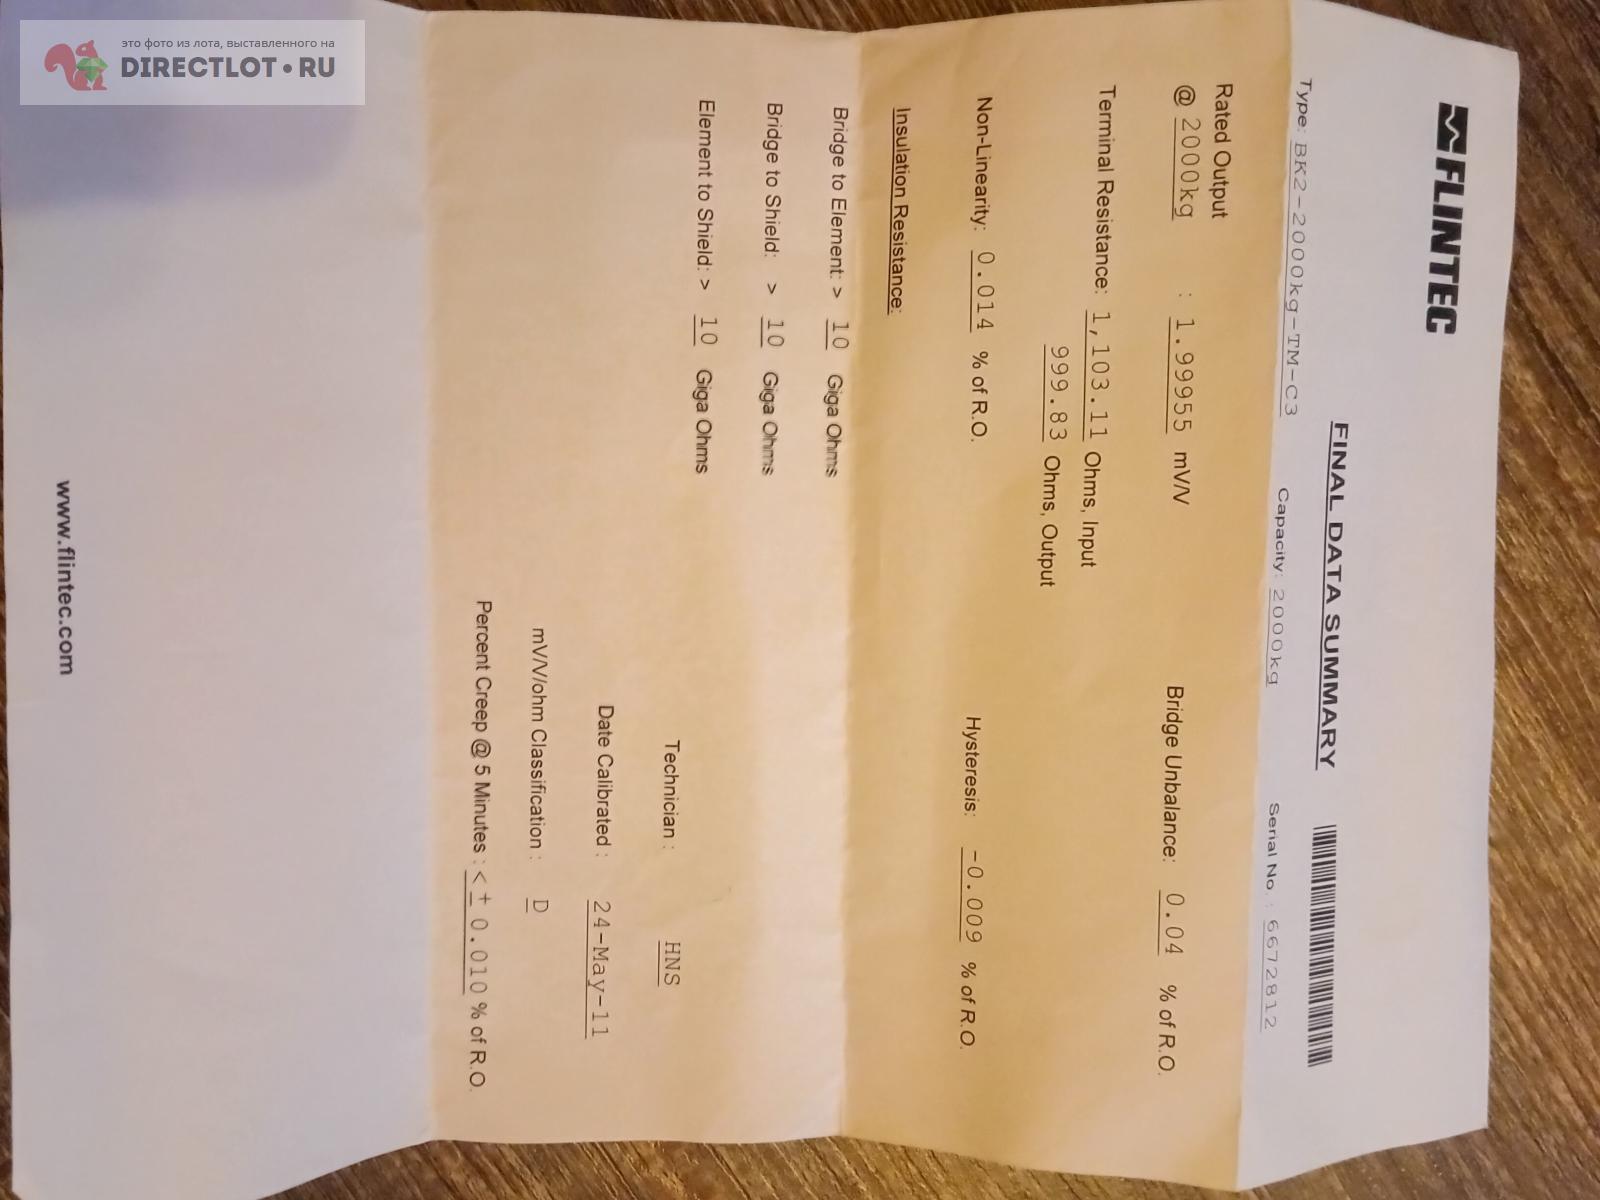 это фото из лота, выставленного на
DIRECTLOT•RU
FLINTEC
FINAL DATA SUMMARY
Type: BK2-2000kg-TM-C3 Capacity: 2000kg Serial No. : 6672812
Rated Output
@ 2000kg : 1.99955 mV/V Bridge Unbalance: 0.04 % of R.O.
Terminal Resistance: 1,103.11 Ohms, Input
999.83 Ohms, Output
Non-Linearity: 0.014 % of R.O. Hysteresis: -0.009 % of R.O.
Insulation Resistance:
Bridge to Element: > 10 Giga Ohms
Bridge to Shield: > 10 Giga Ohms
Element to Shield: > 10 Giga Ohms
Technician : HNS
Date Calibrated : 24-May-11
mV/V/ohm Classification : D
Percent Creep @ 5 Minutes : < ± 0.010 % of R.O.
www.flintec.com